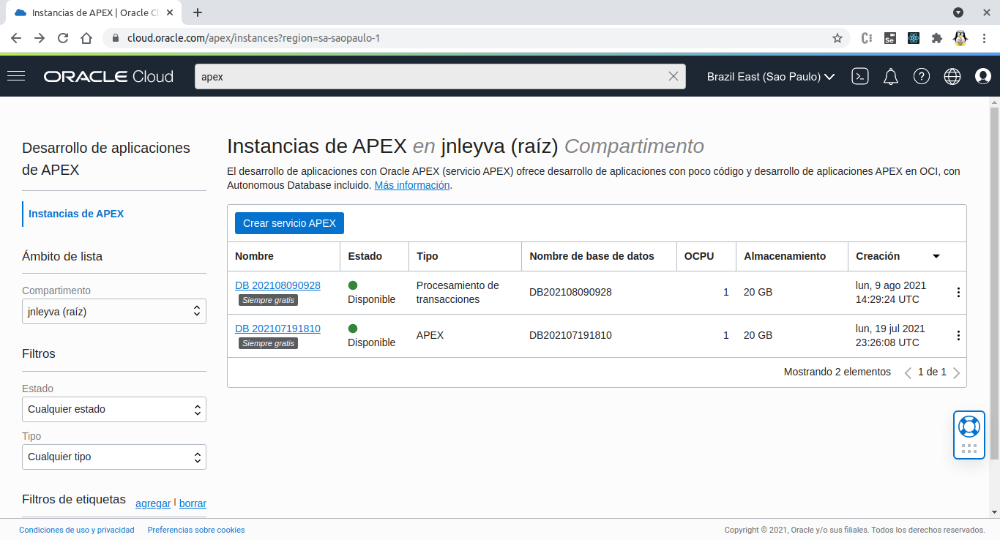 Instancias de APEX | Oracle Cl
cloud.oracle.com/apex/instances?region=sa-saopaulo-1
Se
ORACLE Cloud
apex
Brazil East (Sao Paulo)
Desarrollo de aplicaciones
de APEX
Instancias de APEX
Ámbito de lista
Compartimento
jnleyva (raíz)
Filtros
Estado
Cualquier estado
Tipo
Cualquier tipo
Filtros de etiquetas agregar | borrar
Instancias de APEX en jnleyva (raíz) Compartimento
El desarrollo de aplicaciones con Oracle APEX (servicio APEX) ofrece desarrollo de aplicaciones con poco código y desarrollo de aplicaciones APEX en OCI, con
Autonomous Database incluido. Más información.
Crear servicio APEX
Nombre Estado Tipo Nombre de base de datos OCPU Almacenamiento Creación
DB 202108090928 Siempre gratis Disponible Procesamiento de transacciones DB202108090928 1 20 GB lun, 9 ago 2021 14:29:24 UTC
DB 202107191810 Siempre gratis Disponible APEX DB202107191810 1 20 GB lun, 19 jul 2021 23:26:08 UTC
Mostrando 2 elementos 1 de 1
Condiciones de uso y privacidad Preferencias sobre cookies Copyright © 2021, Oracle y/o sus filiales. Todos los derechos reservados.